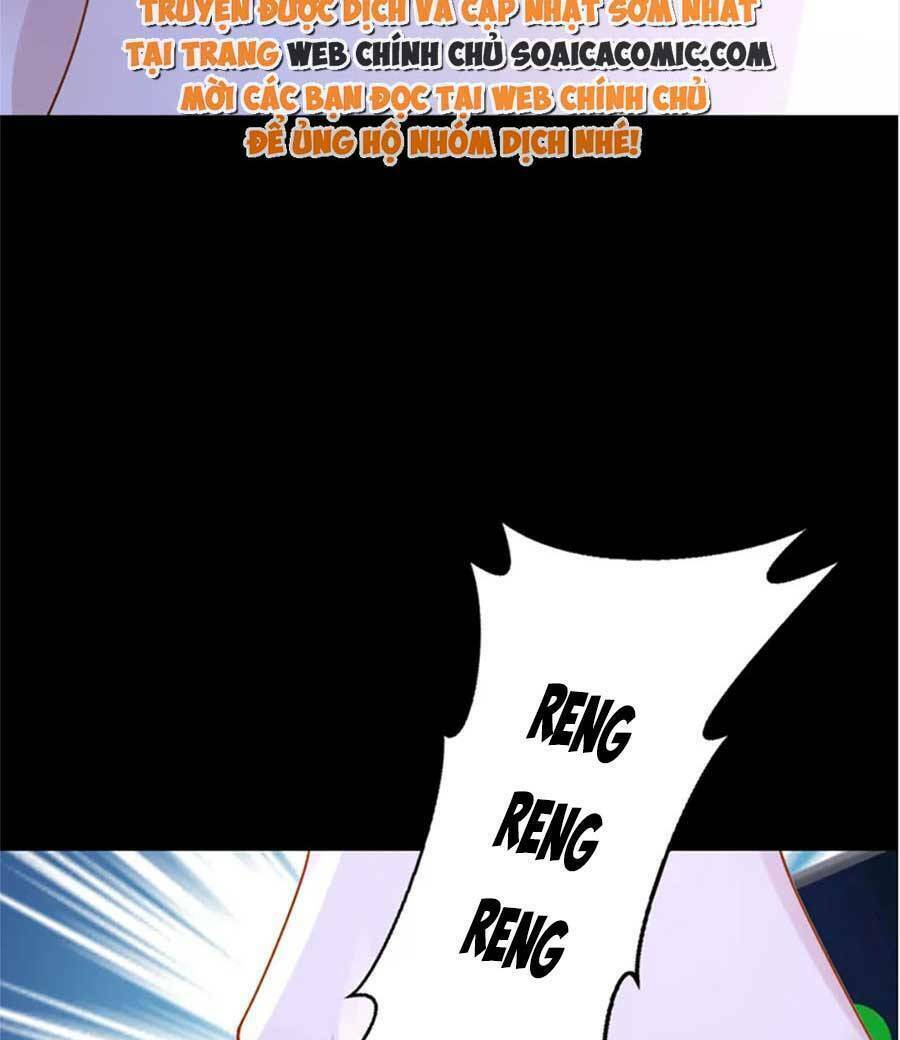 TRUYỆN ĐƯỢC DỊCH VÀ CẬP NHẬT SỚM NHẤT
TẠI TRANG WEB CHÍNH CHỦ SOAICACOMIC.COM
MỜI CÁC BẠN ĐỌC TẠI WEB CHÍNH CHỦ
ĐỂ ỦNG HỘ NHÓM DỊCH NHÉ!
RENG
RENG
RENG